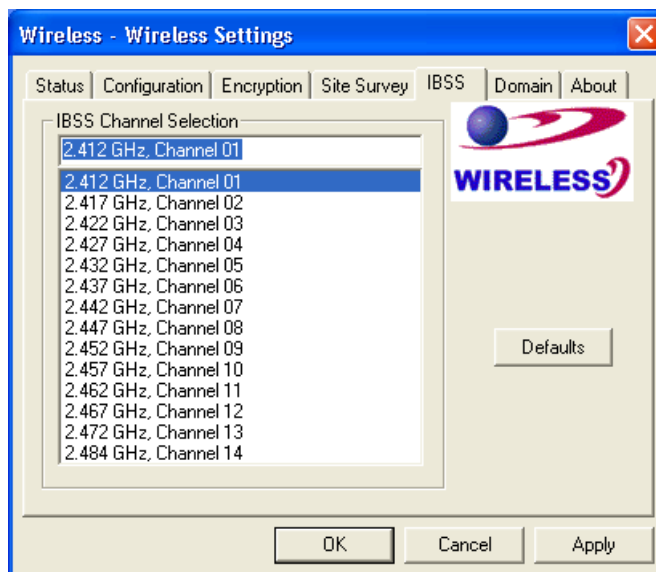 Wireless - Wireless Settings
Status Configuration Encryption Site Survey IBSS Domain About
IBSS Channel Selection
2.412 GHz, Channel 01
2.412 GHz, Channel 01
2.417 GHz, Channel 02
2.422 GHz, Channel 03
2.427 GHz, Channel 04
2.432 GHz, Channel 05
2.437 GHz, Channel 06
2.442 GHz, Channel 07
2.447 GHz, Channel 08
2.452 GHz, Channel 09
2.457 GHz, Channel 10
2.462 GHz, Channel 11
2.467 GHz, Channel 12
2.472 GHz, Channel 13
2.484 GHz, Channel 14
WIRELESS
Defaults
OK Cancel Apply